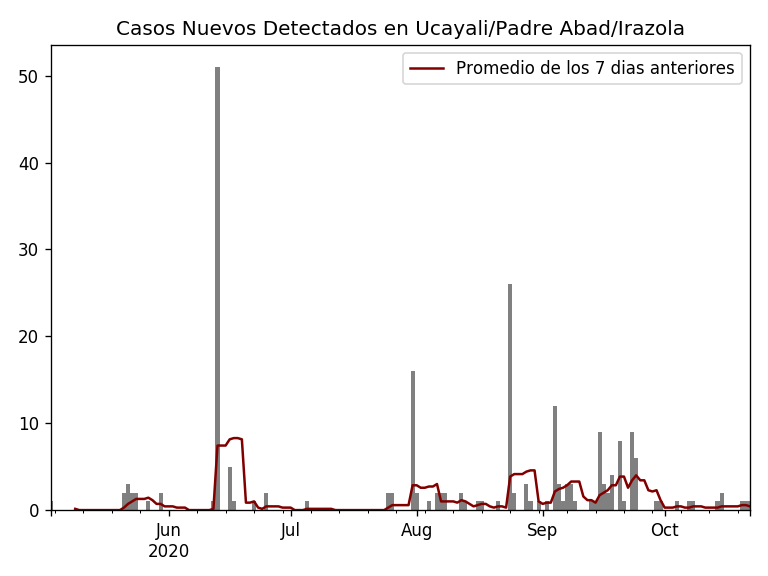 Casos Nuevos Detectados en Ucayali/Padre Abad/Irazola
Promedio de los 7 dias anteriores
50
40
30
20
10
0
Jun Jul Aug Sep Oct
2020